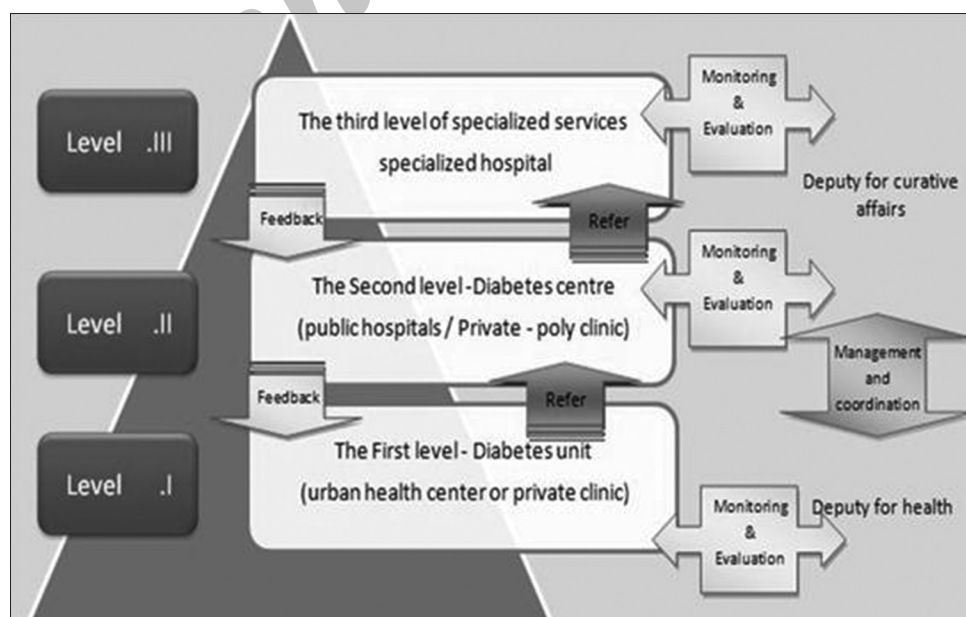 Level .III
The third level of specialized services
specialized hospital
Monitoring
&
Evaluation
Deputy for curative
affairs
Feedback
Refer
Level .II
The Second level -Diabetes centre
(public hospitals / Private - poly clinic)
Monitoring
&
Evaluation
Management
and
coordination
Feedback
Refer
Level .I
The First level - Diabetes unit
(urban health center or private clinic)
Monitoring
&
Evaluation
Deputy for health